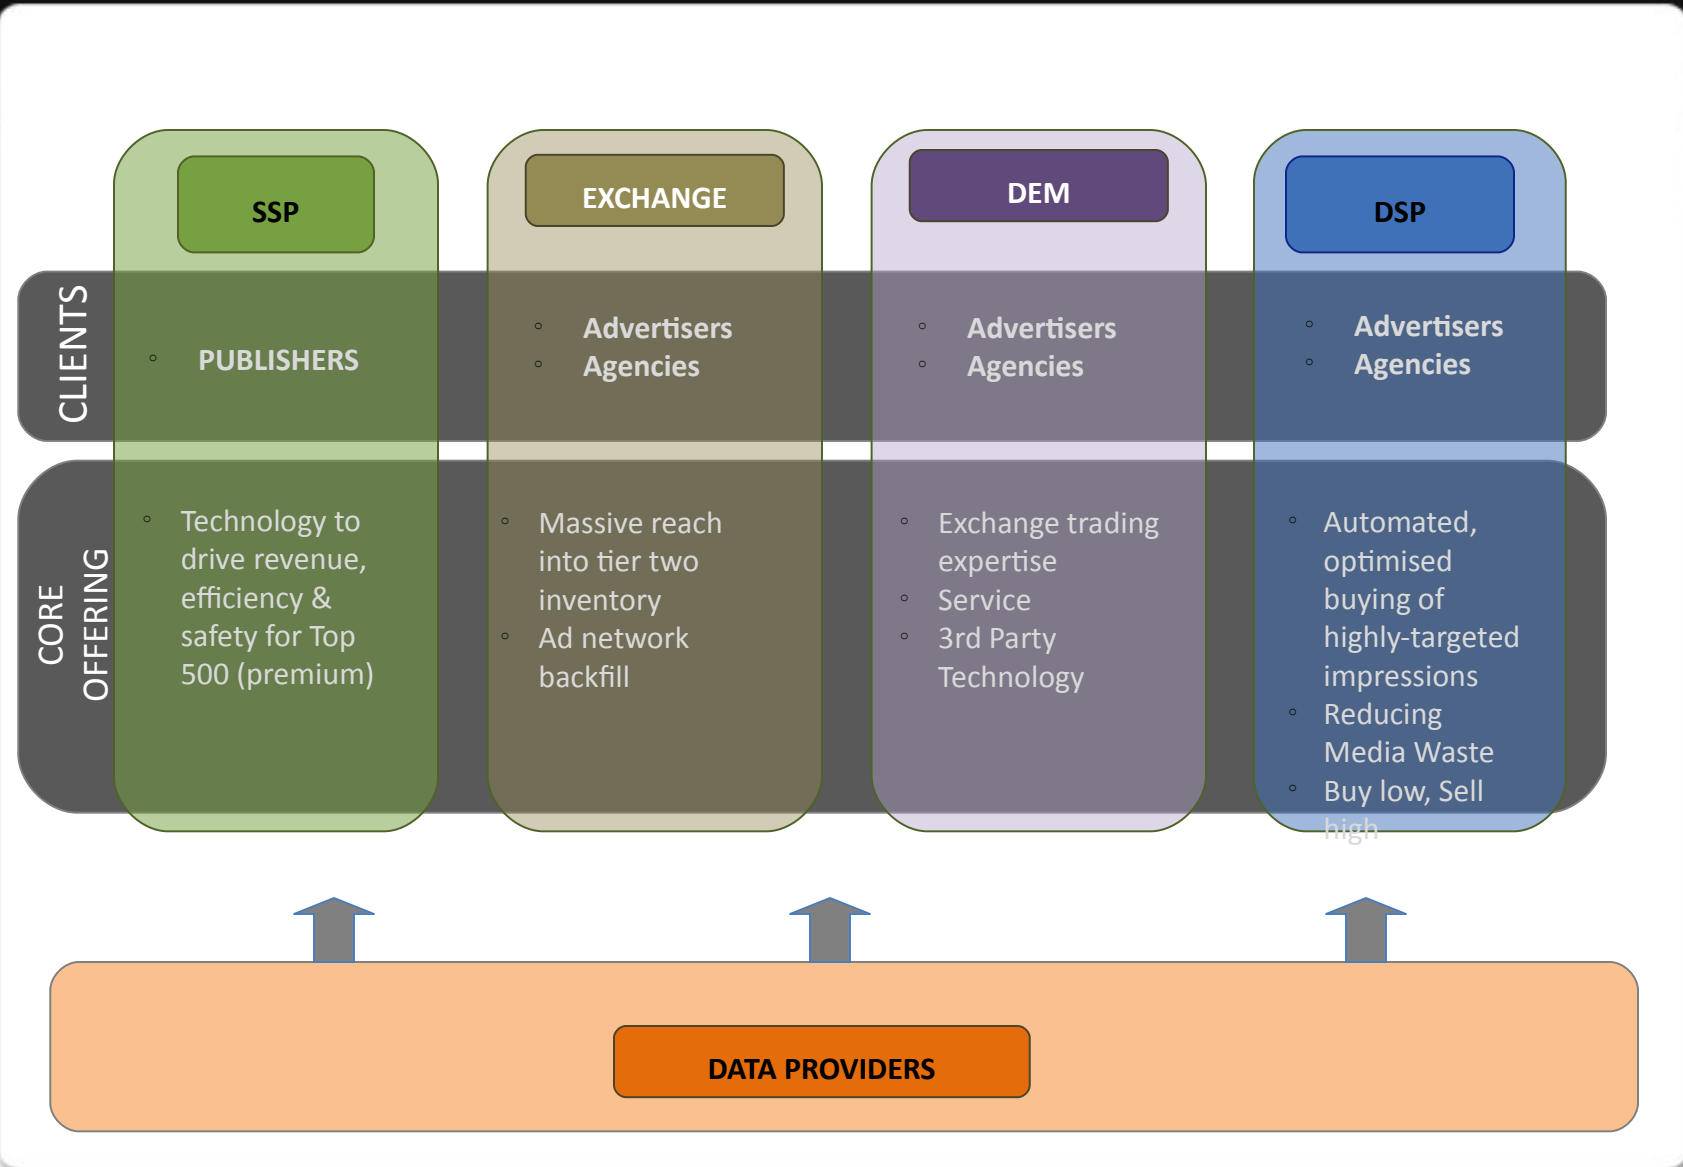 SSP
EXCHANGE
DEM
DSP
CLIENTS
PUBLISHERS
Advertisers
Agencies
Advertisers
Agencies
Advertisers
Agencies
CORE
OFFERING
Technology to
drive revenue,
efficiency &
safety for Top
500 (premium)
Massive reach
into tier two
inventory
Ad network
backfill
Exchange trading
expertise
Service
3rd Party
Technology
Automated,
optimised
buying of
highly-targeted
impressions
Reducing
Media Waste
Buy low, Sell
high
DATA PROVIDERS